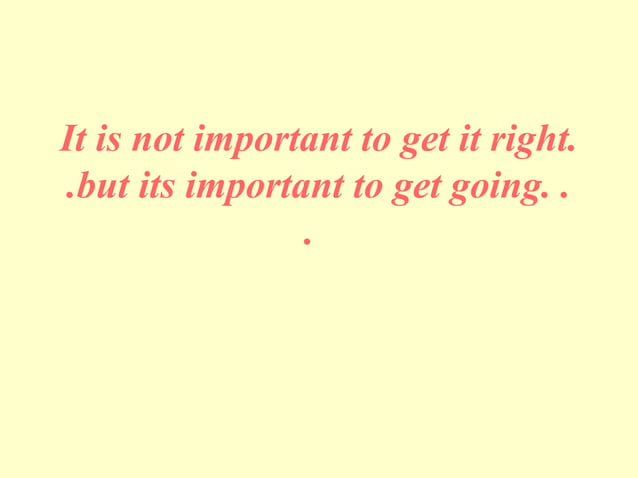 It is not important to get it right.
.but its important to get going. .
.